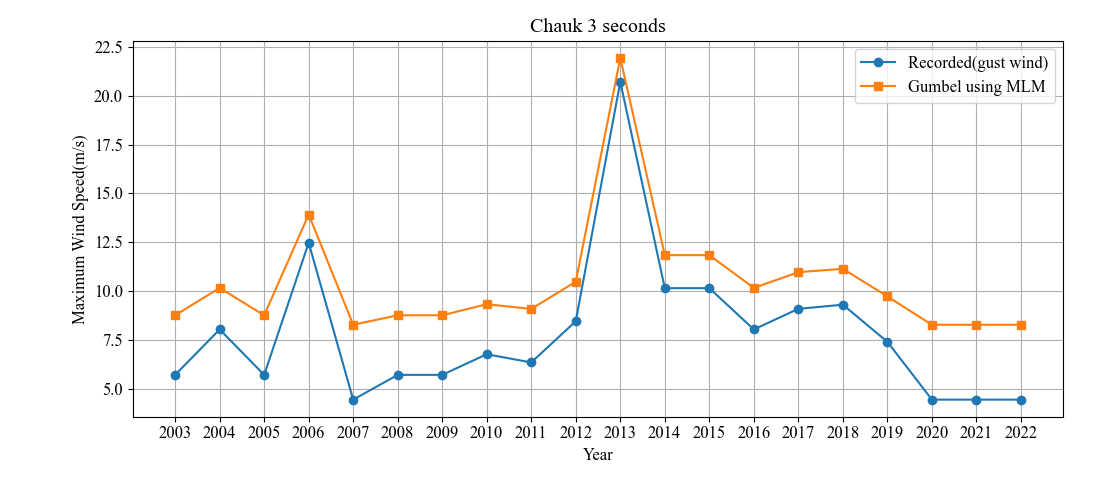 Chauk 3 seconds
Recorded(gust wind)
Gumbel using MLM
Maximum Wind Speed(m/s)
22.5
20.0
17.5
15.0
12.5
10.0
7.5
5.0
2003 2004 2005 2006 2007 2008 2009 2010 2011 2012 2013 2014 2015 2016 2017 2018 2019 2020 2021 2022
Year